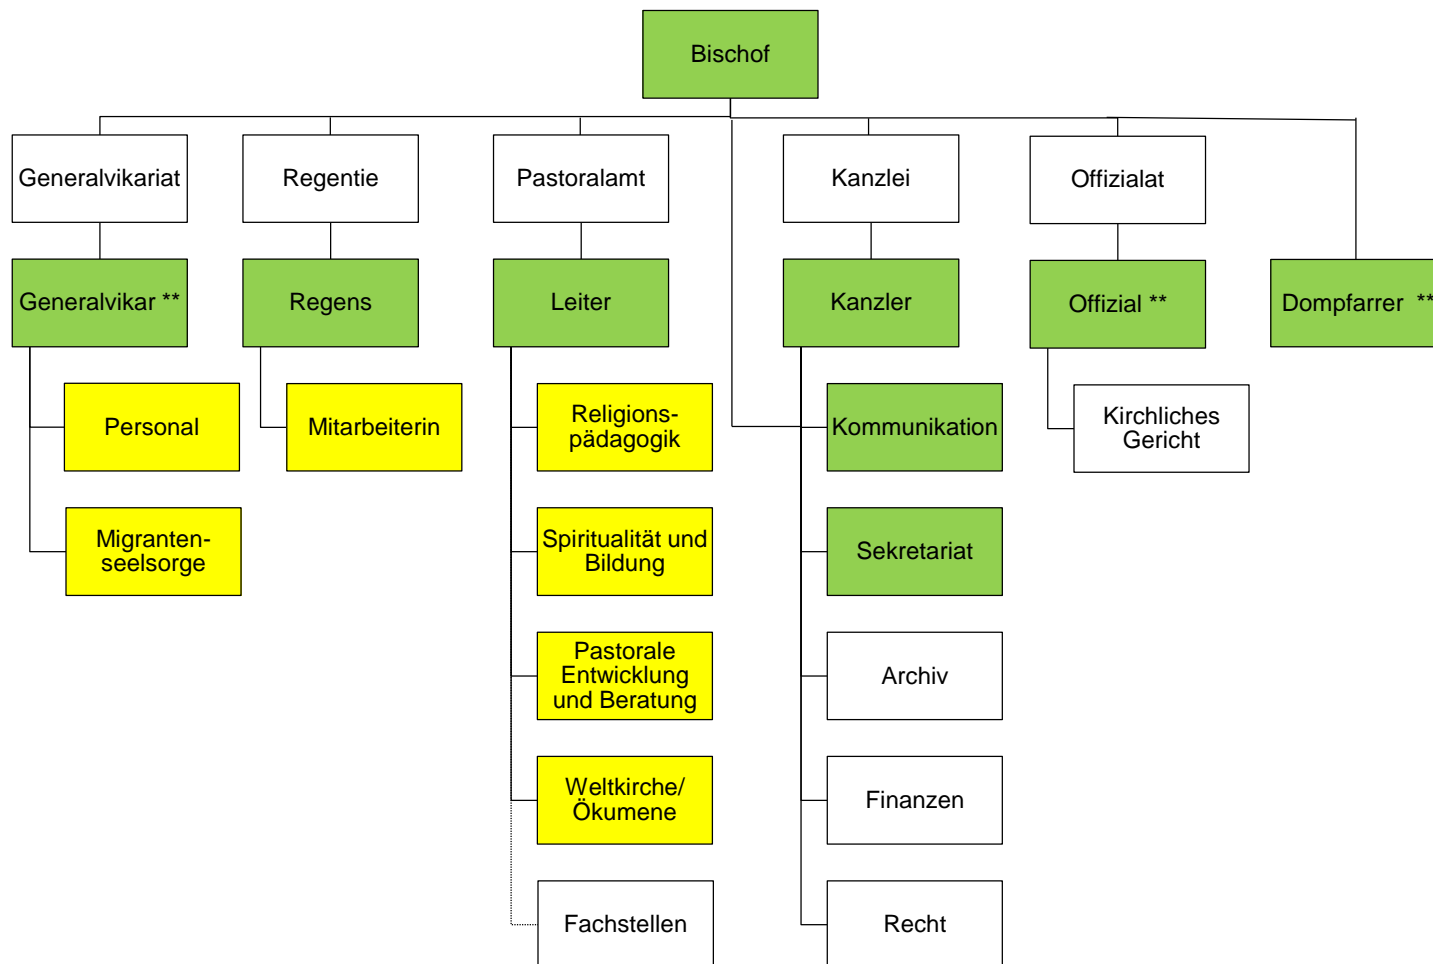 Bischof
Generalvikariat
Regentie
Pastoralamt
Kanzlei
Offizialat
Generalvikar **
Regens
Leiter
Kanzler
Offizial **
Dompfarrer **
Personal
Mitarbeiterin
Religions-
pädagogik
Kommunikation
Kirchliches
Gericht
Migranten-
seelsorge
Spiritualität und
Bildung
Sekretariat
Pastorale
Entwicklung
und Beratung
Archiv
Weltkirche/
Ökumene
Finanzen
Fachstellen
Recht